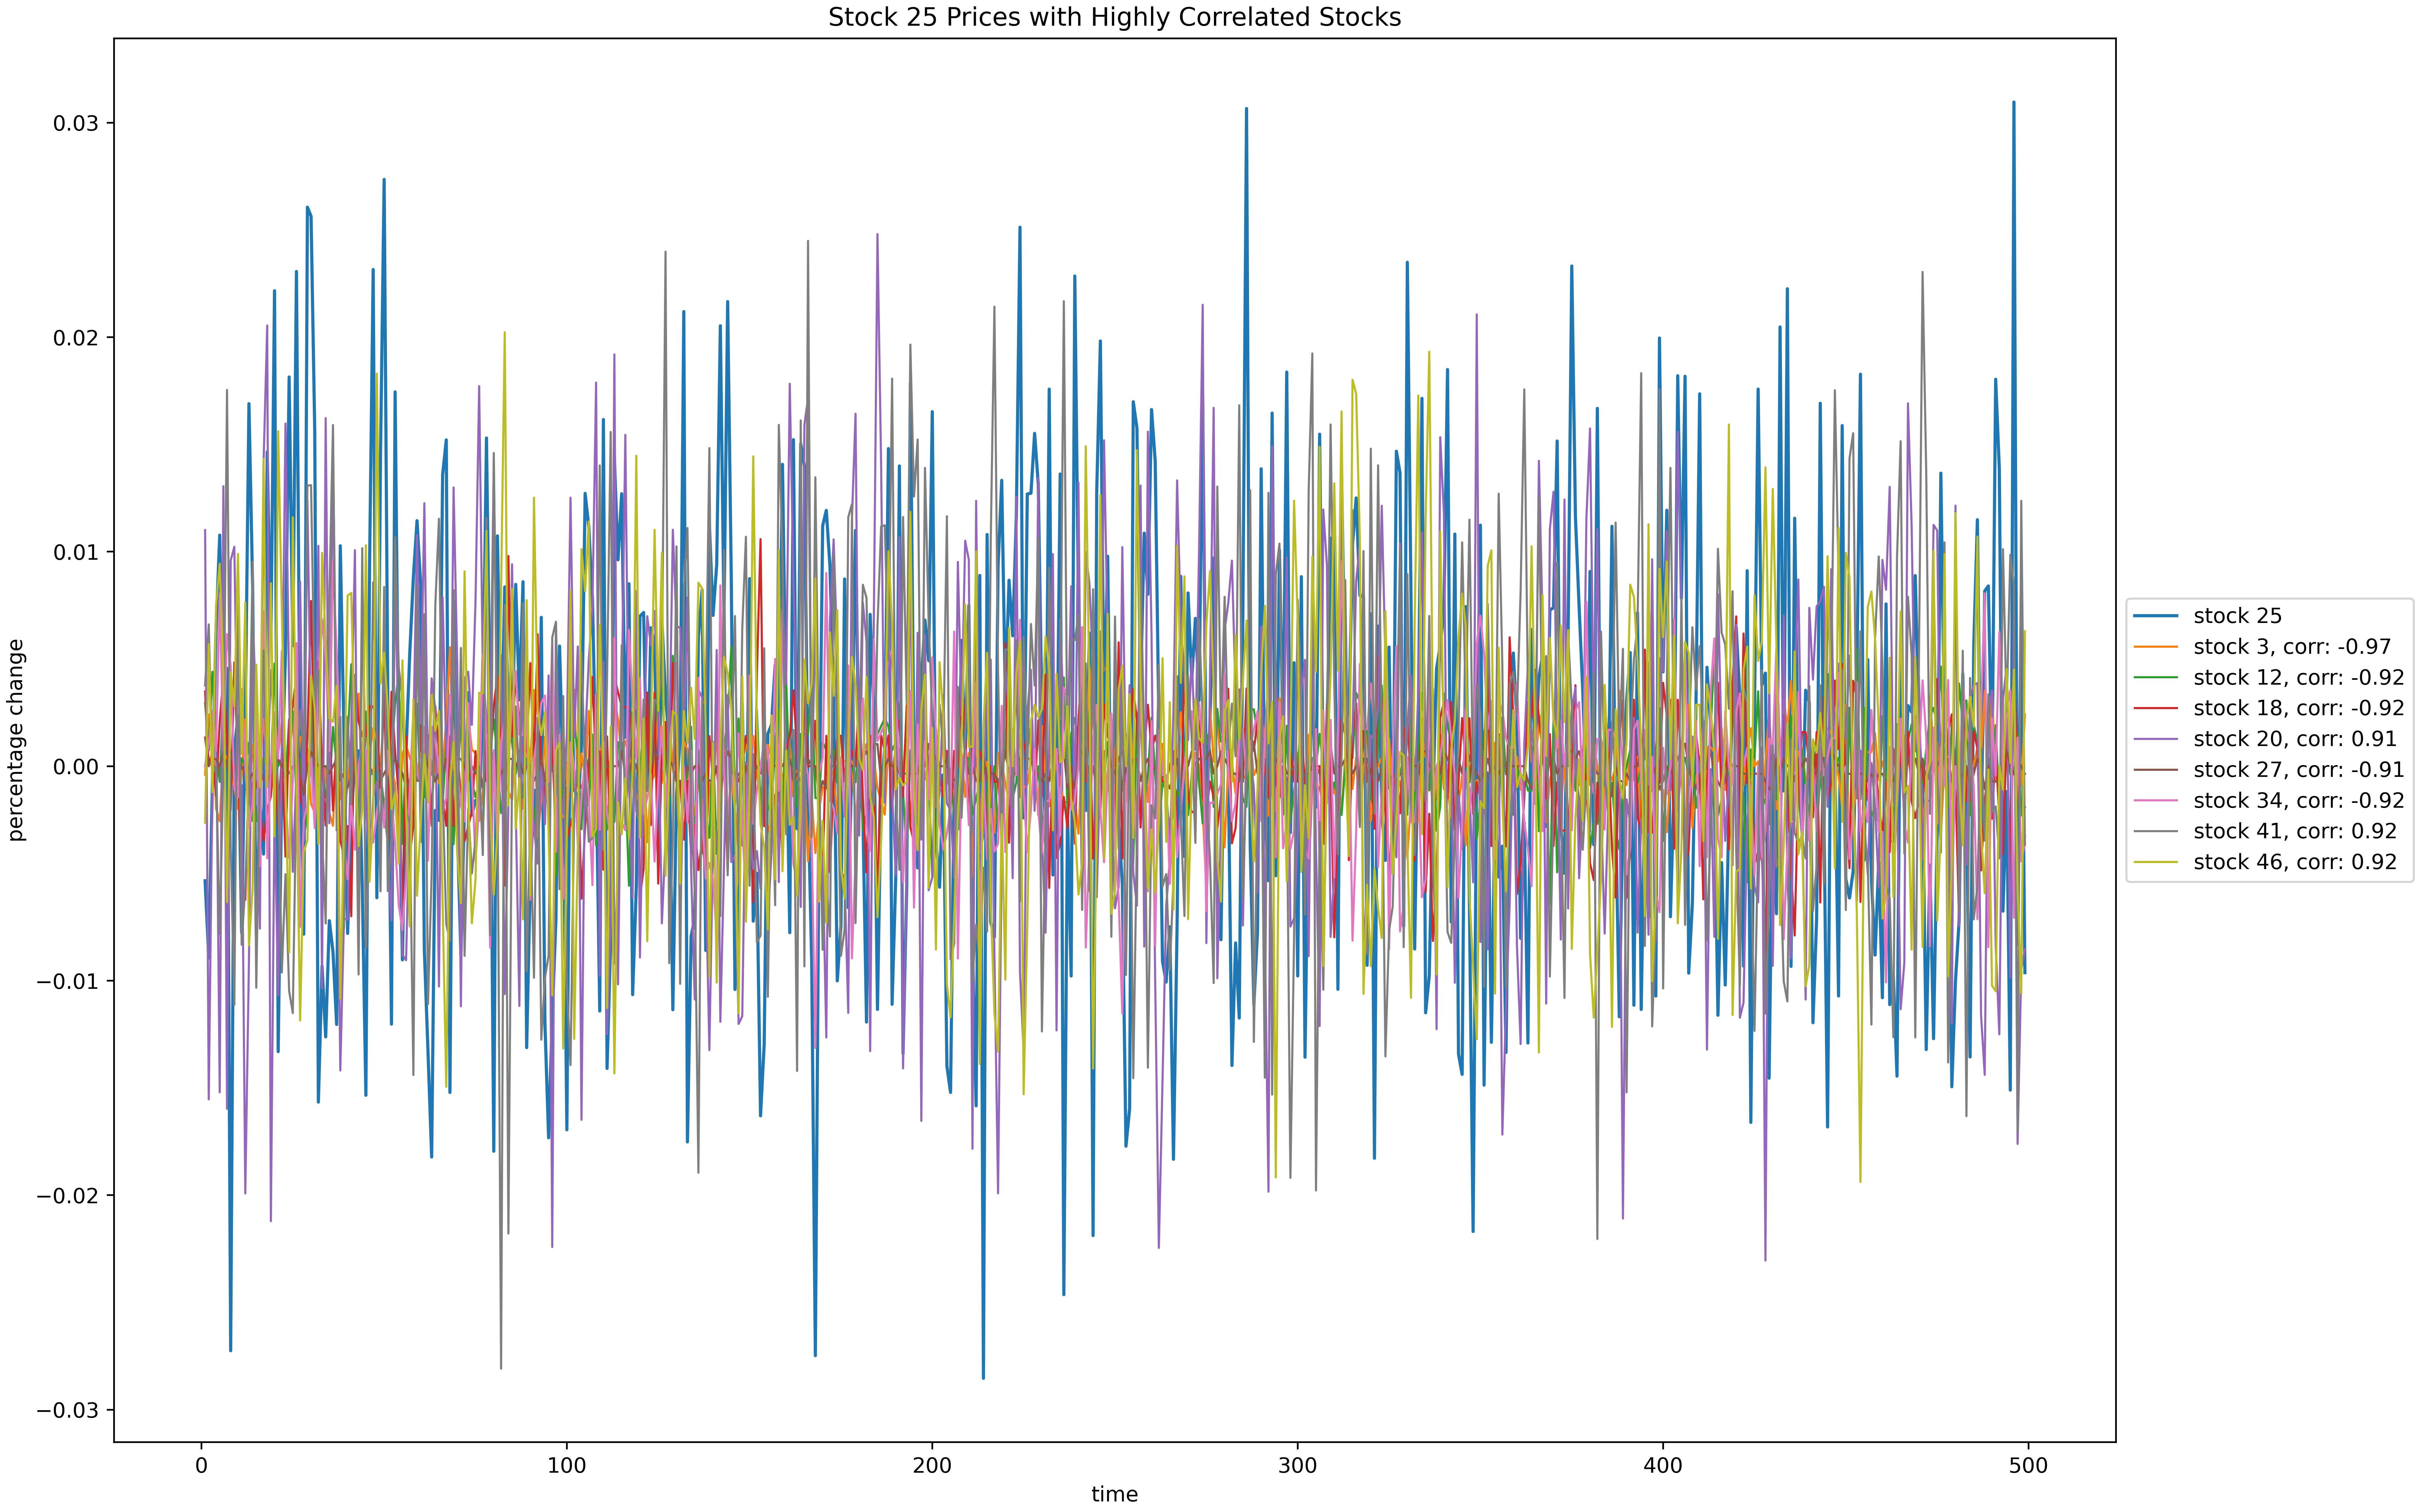 Stock 25 Prices with Highly Correlated Stocks
percentage change
0.03
0.02
0.01
0.00
−0.01
−0.02
−0.03
0 100 200 300 400 500
time
stock 25
stock 3, corr: -0.97
stock 12, corr: -0.92
stock 18, corr: -0.92
stock 20, corr: 0.91
stock 27, corr: -0.91
stock 34, corr: -0.92
stock 41, corr: 0.92
stock 46, corr: 0.92